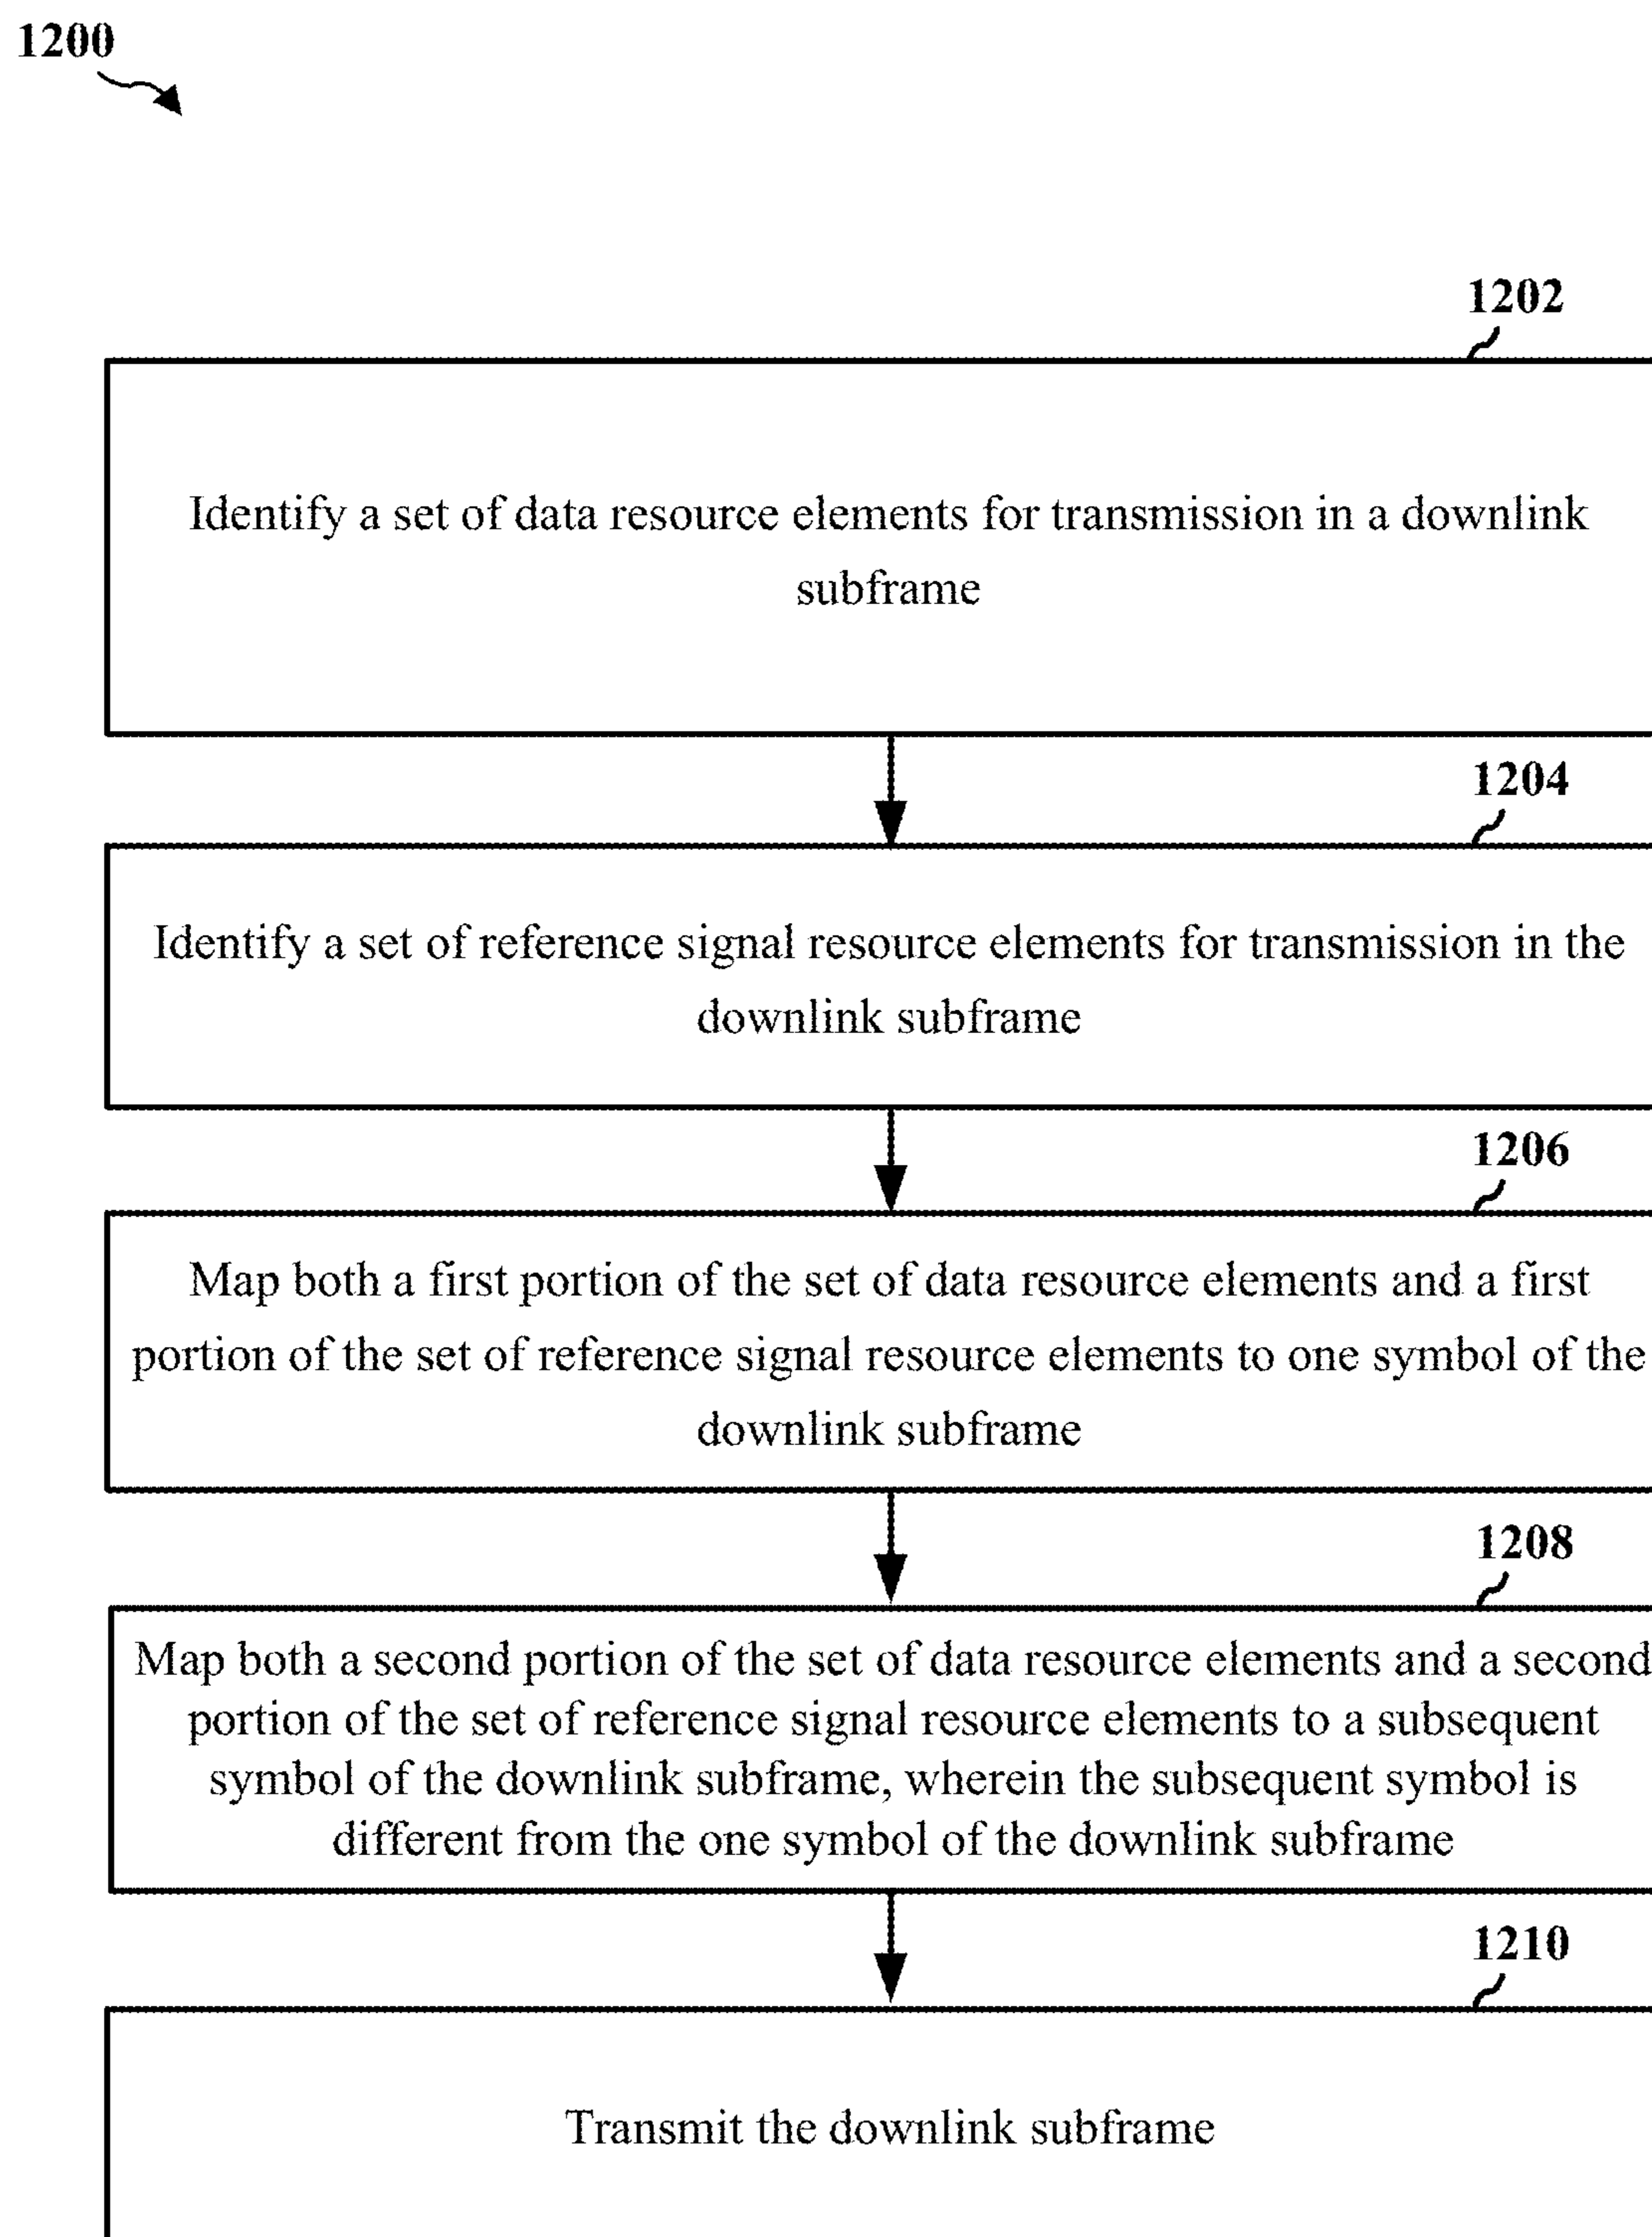 1200
1202
Identify a set of data resource elements for transmission in a downlink
subframe
1204
Identify a set of reference signal resource elements for transmission in the
downlink subframe
1206
Map both a first portion of the set of data resource elements and a first
portion of the set of reference signal resource elements to one symbol of the
downlink subframe
1208
Map both a second portion of the set of data resource elements and a second
portion of the set of reference signal resource elements to a subsequent
symbol of the downlink subframe, wherein the subsequent symbol is
different from the one symbol of the downlink subframe
1210
Transmit the downlink subframe